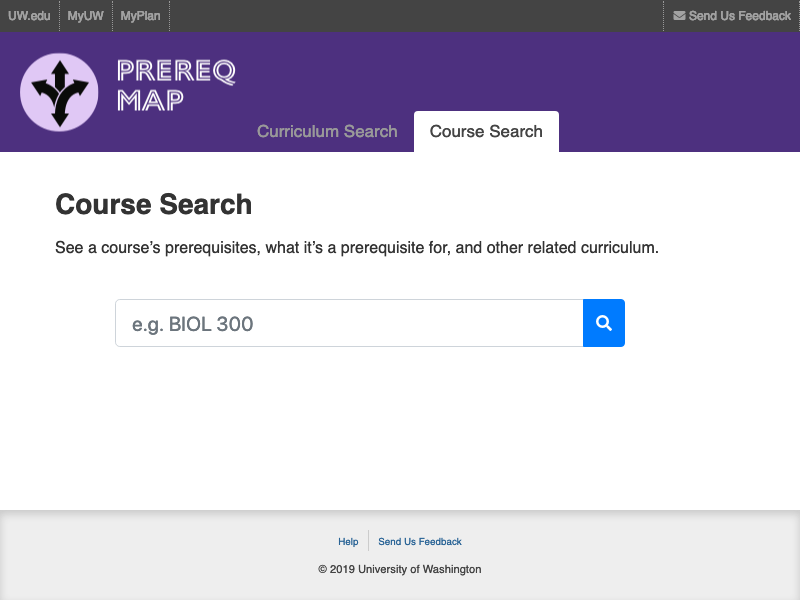 UW.edu MyUW MyPlan Send Us Feedback
PREREQ
MAP
Curriculum Search Course Search
Course Search
See a course’s prerequisites, what it’s a prerequisite for, and other related curriculum.
e.g. BIOL 300
Help Send Us Feedback
© 2019 University of Washington